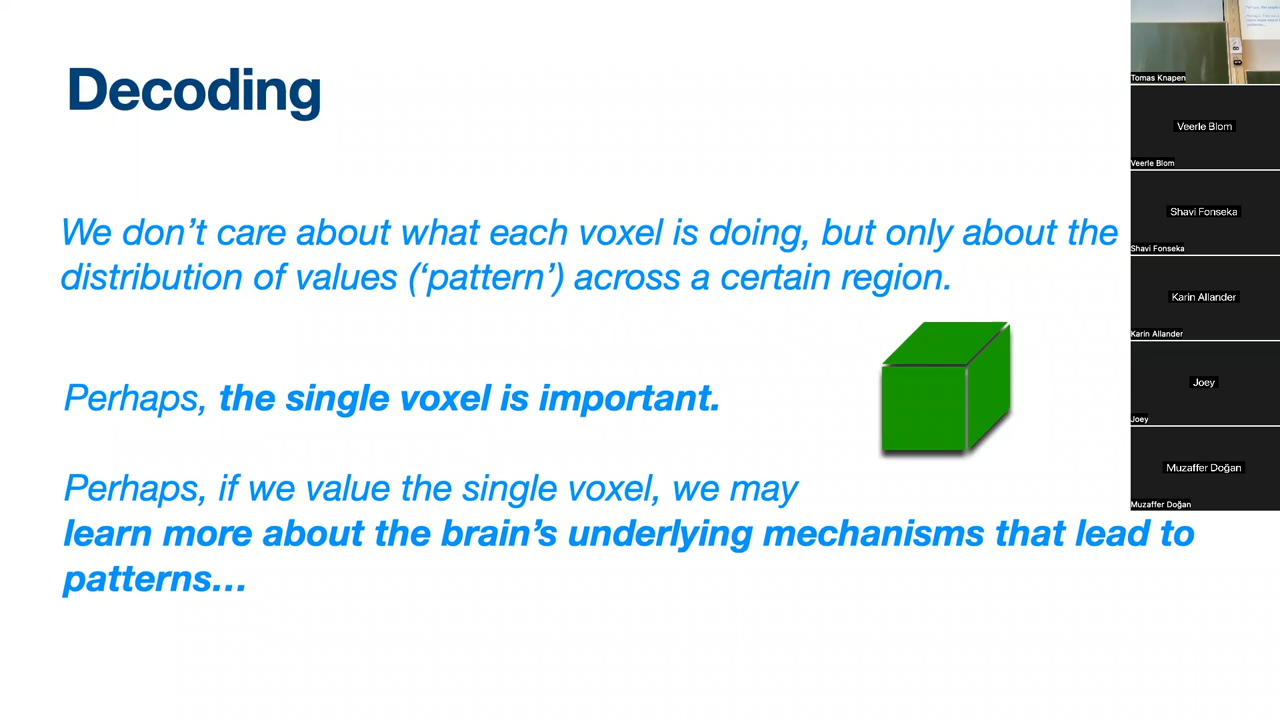 Decoding
We don’t care about what each voxel is doing, but only about the
distribution of values (‘pattern’) across a certain region.
Perhaps, the single voxel is important.
Perhaps, if we value the single voxel, we may
learn more about the brain’s underlying mechanisms that lead to
patterns...
Tomas Knapen
Veerle Blom
Veerle Blom
Shavi Fonseka
Shavi Fonseka
Karin Allander
Karin Allander
Joey
Joey
Muzaffer Doğan
Muzaffer Doğan